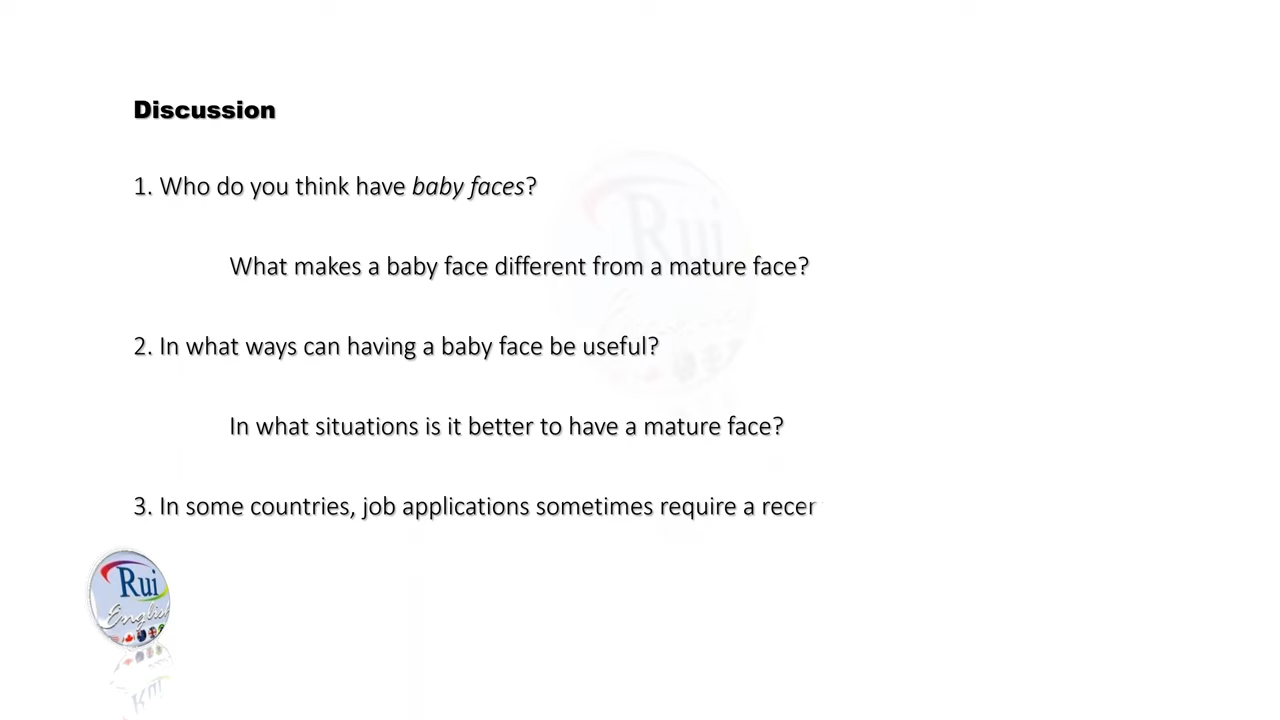 Discussion
1. Who do you think have baby faces?
What makes a baby face different from a mature face?
2. In what ways can having a baby face be useful?
In what situations is it better to have a mature face?
3. In some countries, job applications sometimes require a
Rui
English
Rui